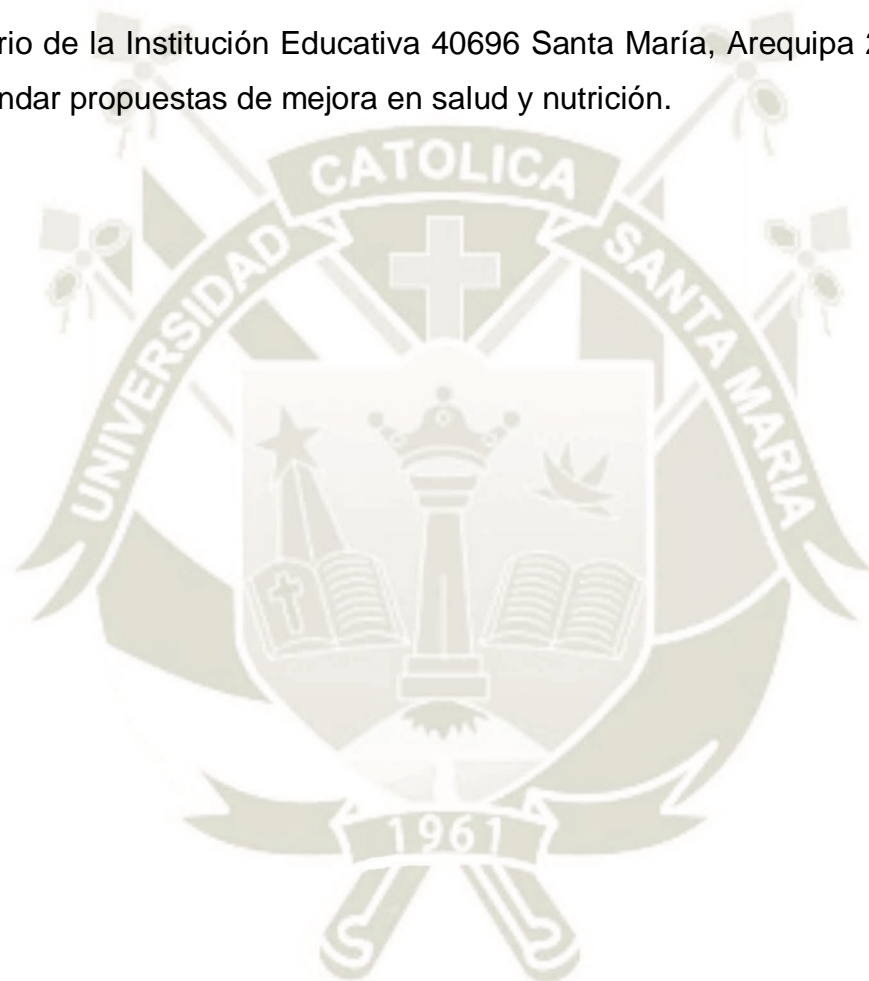 rio de la Institución Educativa 40696 Santa María, Arequipa
ndar propuestas de mejora en salud y nutrición.
CATOLICA
UNIVERSIDAD
SANTA MARIA
1961